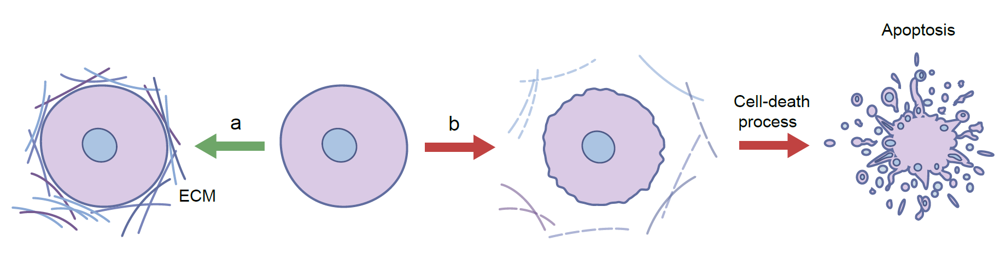 a
ECM
b
Cell-death
process
Apoptosis